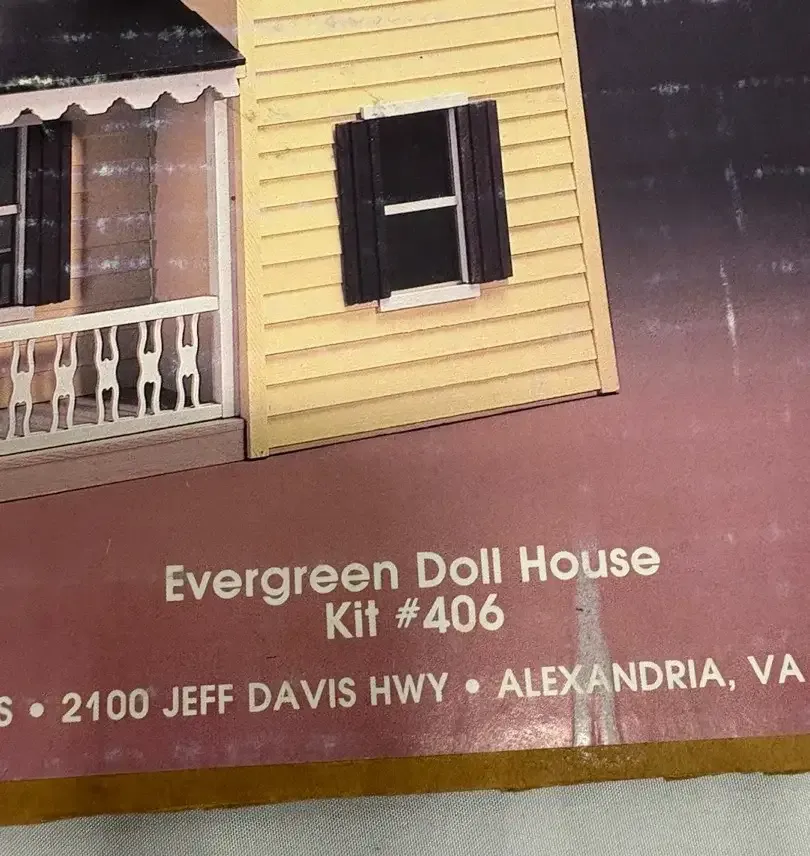 Evergreen Doll House
Kit #406
S • 2100 JEFF DAVIS HWY • ALEXANDRIA, VA